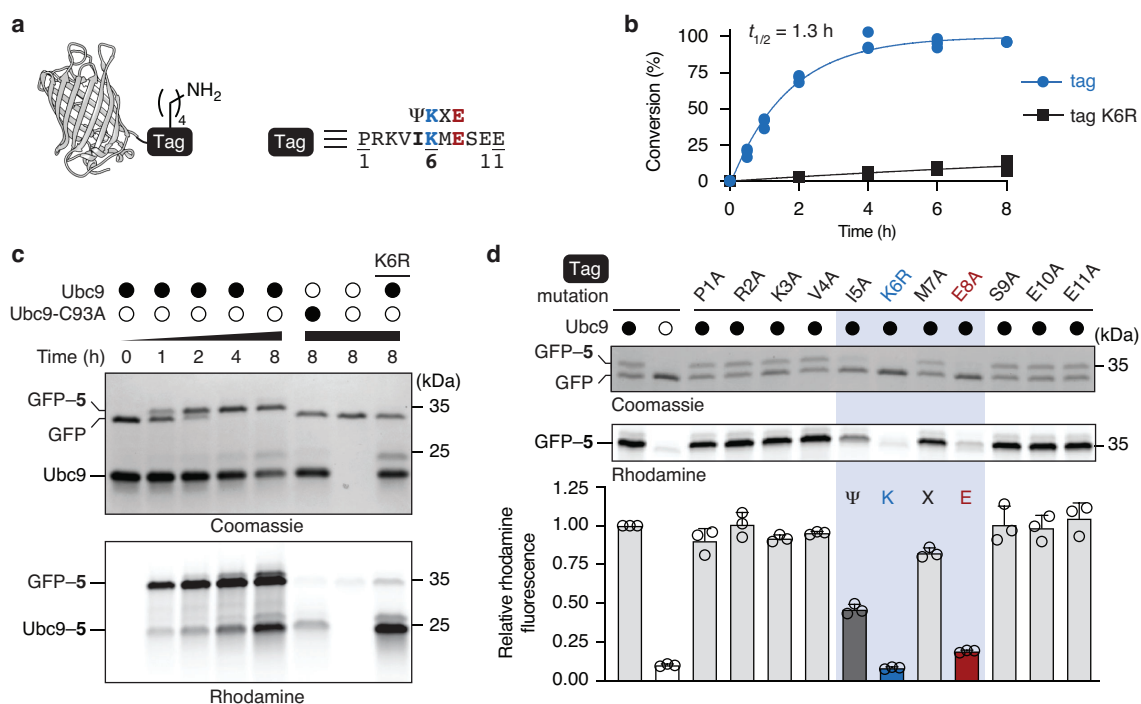 a
NH2
( )4
Tag
Tag
ΨKXE
PRKVIKMESEE
1 6 11
b
t1/2 = 1.3 h
Conversion (%)
100
75
50
25
0
0 2 4 6 8
Time (h)
tag
tag K6R
c
K6R
Ubc9
Ubc9-C93A
Time (h) 0 1 2 4 8 8 8 8
(kDa)
GFP–5
GFP
Ubc9
35
25
Coomassie
GFP–5
Ubc9–5
35
25
Rhodamine
d
Tag
mutation
P1A R2A K3A V4A I5A K6R M7A E8A S9A E10A E11A
Ubc9
(kDa)
GFP–5
GFP
35
Coomassie
GFP–5
35
Rhodamine
Relative rhodamine
fluorescence
1.25
1.00
0.75
0.50
0.25
0.00
Ψ K X E